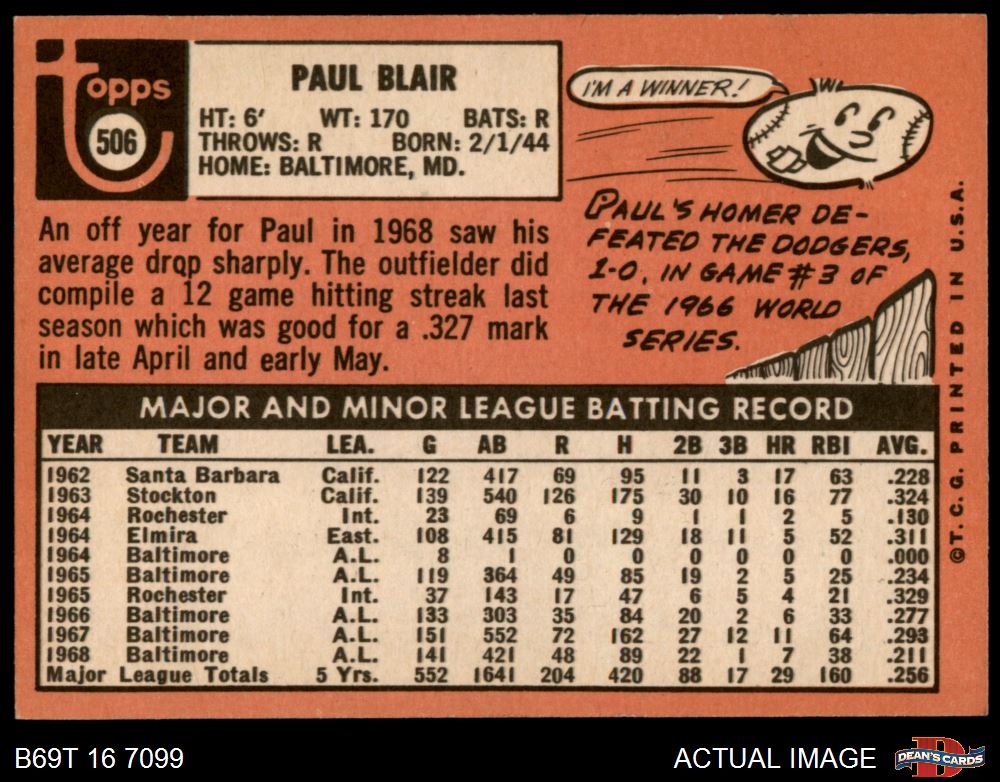 Topps
506
PAUL BLAIR
HT: 6' WT: 170 BATS: R
THROWS: R BORN: 2/1/44
HOME: BALTIMORE, MD.
I'M A WINNER!
An off year for Paul in 1968 saw his
average drop sharply. The outfielder did
compile a 12 game hitting streak last
season which was good for a .327 mark
in late April and early May.
PAUL'S HOMER DE-
FEATED THE DODGERS,
1-0, IN GAME #3 OF
THE 1966 WORLD
SERIES.
MAJOR AND MINOR LEAGUE BATTING RECORD
YEAR TEAM LEA. G AB R H 2B 3B HR RBI AVG.
1962 Santa Barbara Calif. 122 417 69 95 11 3 17 63 .228
1963 Stockton Calif. 139 540 126 175 30 10 16 77 .324
1964 Rochester Int. 23 69 6 9 1 1 2 5 .130
1964 Elmira East. 108 415 81 129 18 11 5 52 .311
1964 Baltimore A.L. 8 1 0 0 0 0 0 0 .000
1965 Baltimore A.L. 119 364 49 85 19 2 5 25 .234
1965 Rochester Int. 37 143 17 47 6 5 4 21 .329
1966 Baltimore A.L. 133 303 35 84 20 2 6 33 .277
1967 Baltimore A.L. 151 552 72 162 27 12 11 64 .293
1968 Baltimore A.L. 141 421 48 89 22 1 7 38 .211
Major League Totals 5 Yrs. 552 1641 204 420 88 17 29 160 .256
©T. C. G. PRINTED IN U.S.A.
B69T 16 7099
ACTUAL IMAGE
D
DEAN'S CARDS